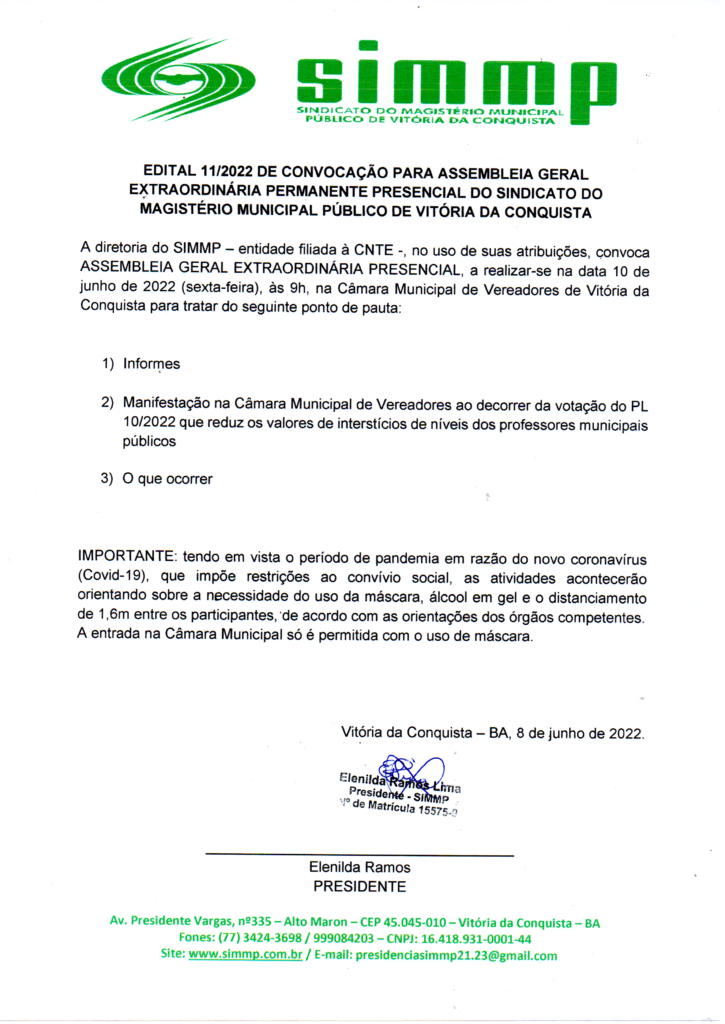 simmp
SINDICATO DO MAGISTÉRIO MUNICIPAL
PÚBLICO DE VITÓRIA DA CONQUISTA
EDITAL 11/2022 DE CONVOCAÇÃO PARA ASSEMBLEIA GERAL
EXTRAORDINÁRIA PERMANENTE PRESENCIAL DO SINDICATO DO
MAGISTÉRIO MUNICIPAL PÚBLICO DE VITÓRIA DA CONQUISTA
A diretoria do SIMMP – entidade filiada à CNTE -, no uso de suas atribuições, convoca
ASSEMBLEIA GERAL EXTRAORDINÁRIA PRESENCIAL, a realizar-se na data 10 de
junho de 2022 (sexta-feira), às 9h, na Câmara Municipal de Vereadores de Vitória da
Conquista para tratar do seguinte ponto de pauta:
1) Informes
2) Manifestação na Câmara Municipal de Vereadores ao decorrer da votação do PL
10/2022 que reduz os valores de interstícios de níveis dos professores municipais
públicos
3) O que ocorrer
IMPORTANTE: tendo em vista o período de pandemia em razão do novo coronavírus
(Covid-19), que impõe restrições ao convívio social, as atividades acontecerão
orientando sobre a necessidade do uso da máscara, álcool em gel e o distanciamento
de 1,6m entre os participantes, de acordo com as orientações dos órgãos competentes.
A entrada na Câmara Municipal só é permitida com o uso de máscara.
Vitória da Conquista – BA, 8 de junho de 2022.
Elenilda Ramos Lima
Presidente - SIMMP
Nº de Matrícula
Elenilda Ramos
PRESIDENTE
Av. Presidente Vargas, nº335 – Alto Maron – CEP 45.045-010 – Vitória da Conquista – BA
Fones: (77) 3424-3698 / 999084203 – CNPJ: 16.418.931-0001-44
Site: www.simmp.com.br / E-mail: presidenciasimmp21.23@gmail.com